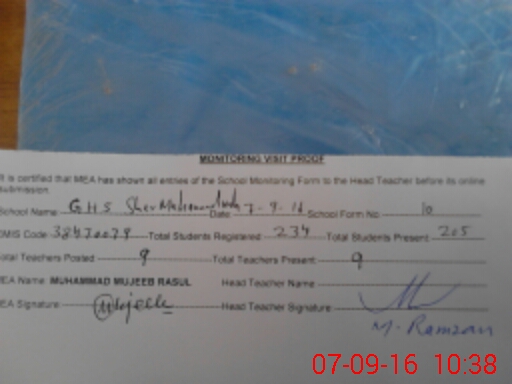 MONITORING VISIT PROOF
It is certified that MEA has shown all entries of the School Monitoring Form to the Head Teacher before its online
submission.
School Name GHS Sher Date 7-9-16 School Form No 10
EMIS Code Total Students Registered 234 Total Students Present 205
Total Teachers Posted 9 Total Teachers Present 9
MEA Name: MUHAMMAD MUJEEB RASUL Head Teacher Name
MEA Signature Mujeeb Head Teacher Signature
M. Ramzan
07-09-16 10:38